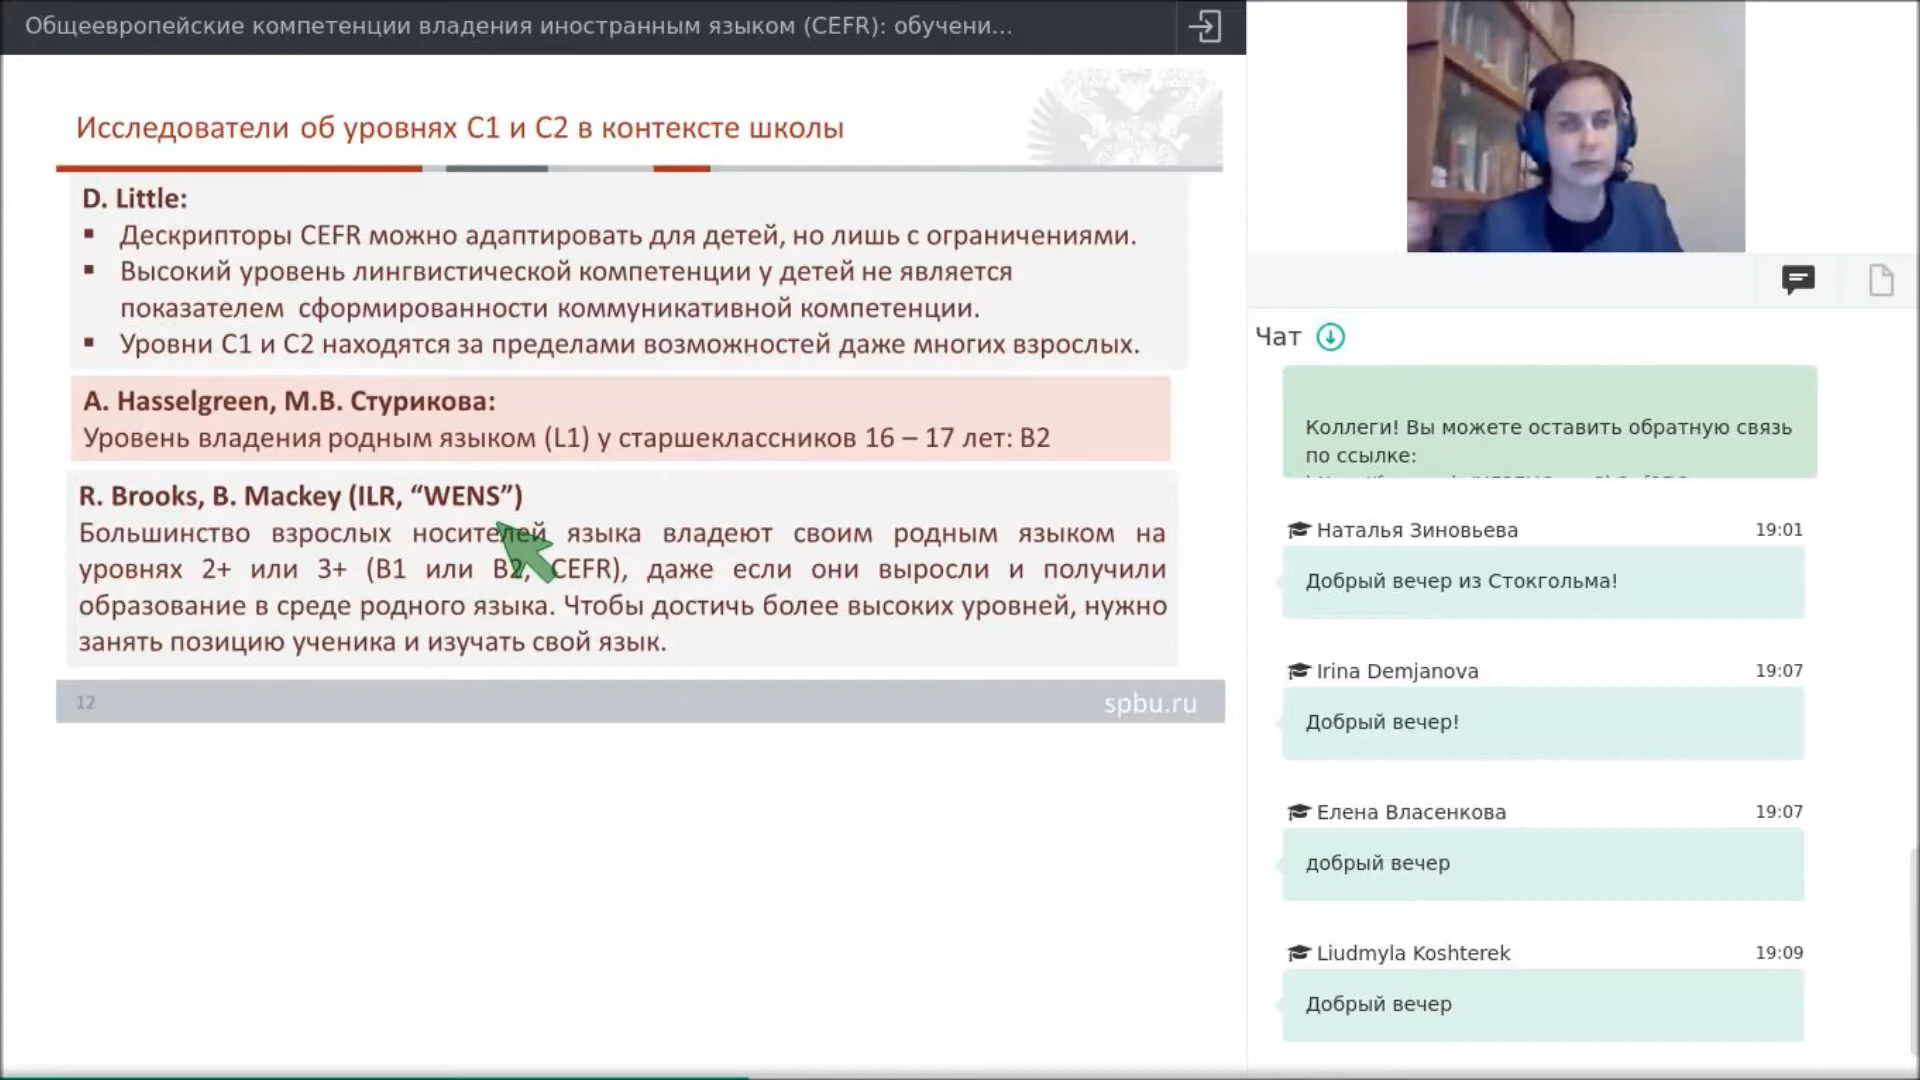 Общеевропейские компетенции владения иностранным языком (CEFR): обучени...
Исследователи об уровнях C1 и C2 в контексте школы
D. Little:
▪ Дескрипторы CEFR можно адаптировать для детей, но лишь с ограничениями.
▪ Высокий уровень лингвистической компетенции у детей не является
показателем сформированности коммуникативной компетенции.
▪ Уровни C1 и C2 находятся за пределами возможностей даже многих взрослых.
A. Hasselgreen, М.В. Стурикова:
Уровень владения родным языком (L1) у старшеклассников 16 – 17 лет: B2
R. Brooks, B. Mackey (ILR, “WENS”)
Большинство взрослых носителей языка владеют своим родным языком на
уровнях 2+ или 3+ (B1 или B2, CEFR), даже если они выросли и получили
образование в среде родного языка. Чтобы достичь более высоких уровней, нужно
занять позицию ученика и изучать свой язык.
12
spbu.ru
Чат
Коллеги! Вы можете оставить обратную связь
по ссылке:
Наталья Зиновьева 19:01
Добрый вечер из Стокгольма!
Irina Demjanova 19:07
Добрый вечер!
Елена Власенкова 19:07
добрый вечер
Liudmyla Koshterek 19:09
Добрый вечер